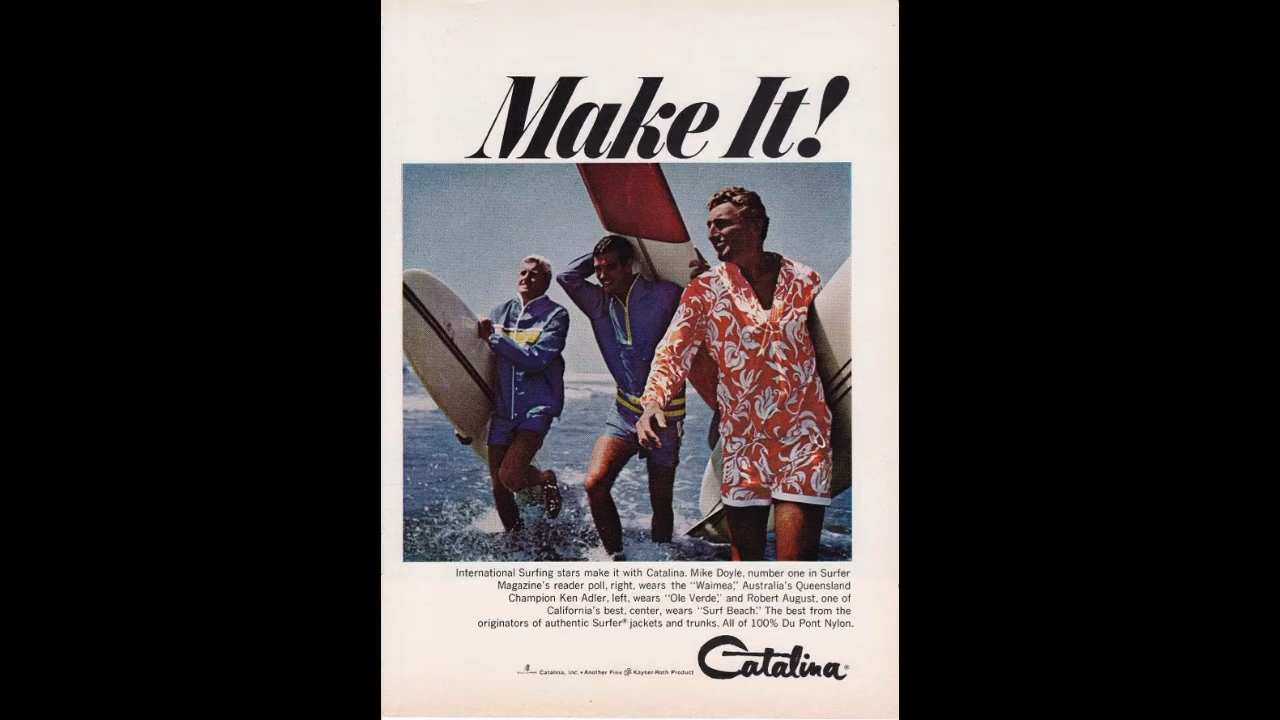 Make It!
International Surfing stars make it with Catalina. Mike Doyle, number one in Surfer
Magazine's reader poll, right, wears the "Waimea," Australia's Queensland
Champion Ken Adler, left, wears "Ole Verde," and Robert August, one of
California's best, center, wears "Surf Beach." The best from the
originators of authentic Surfer® jackets and trunks. All of 100% Du Pont Nylon.
Catalina®
Catalina, Inc. • Another Fine Kayser-Roth Product